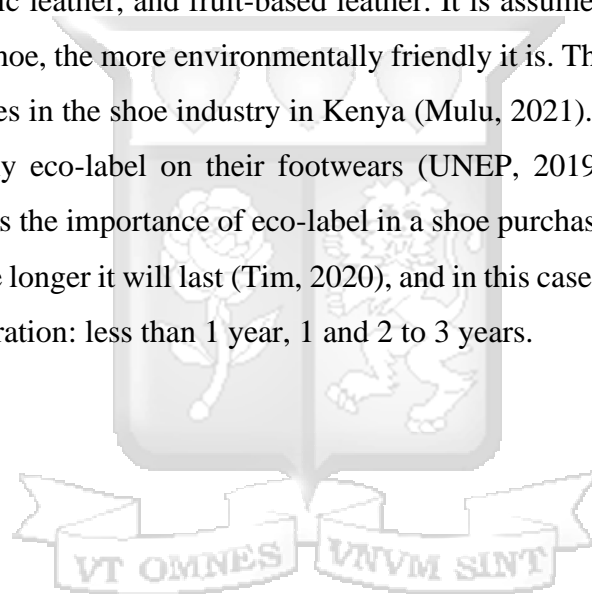 ic leather, and fruit-based leather. It is assume
hoe, the more environmentally friendly it is. Th
es in the shoe industry in Kenya (Mulu, 2021).
y eco-label on their footwears (UNEP, 2019
s the importance of eco-label in a shoe purchas
e longer it will last (Tim, 2020), and in this case
ration: less than 1 year, 1 and 2 to 3 years.
VT OMNES VNVM SINT